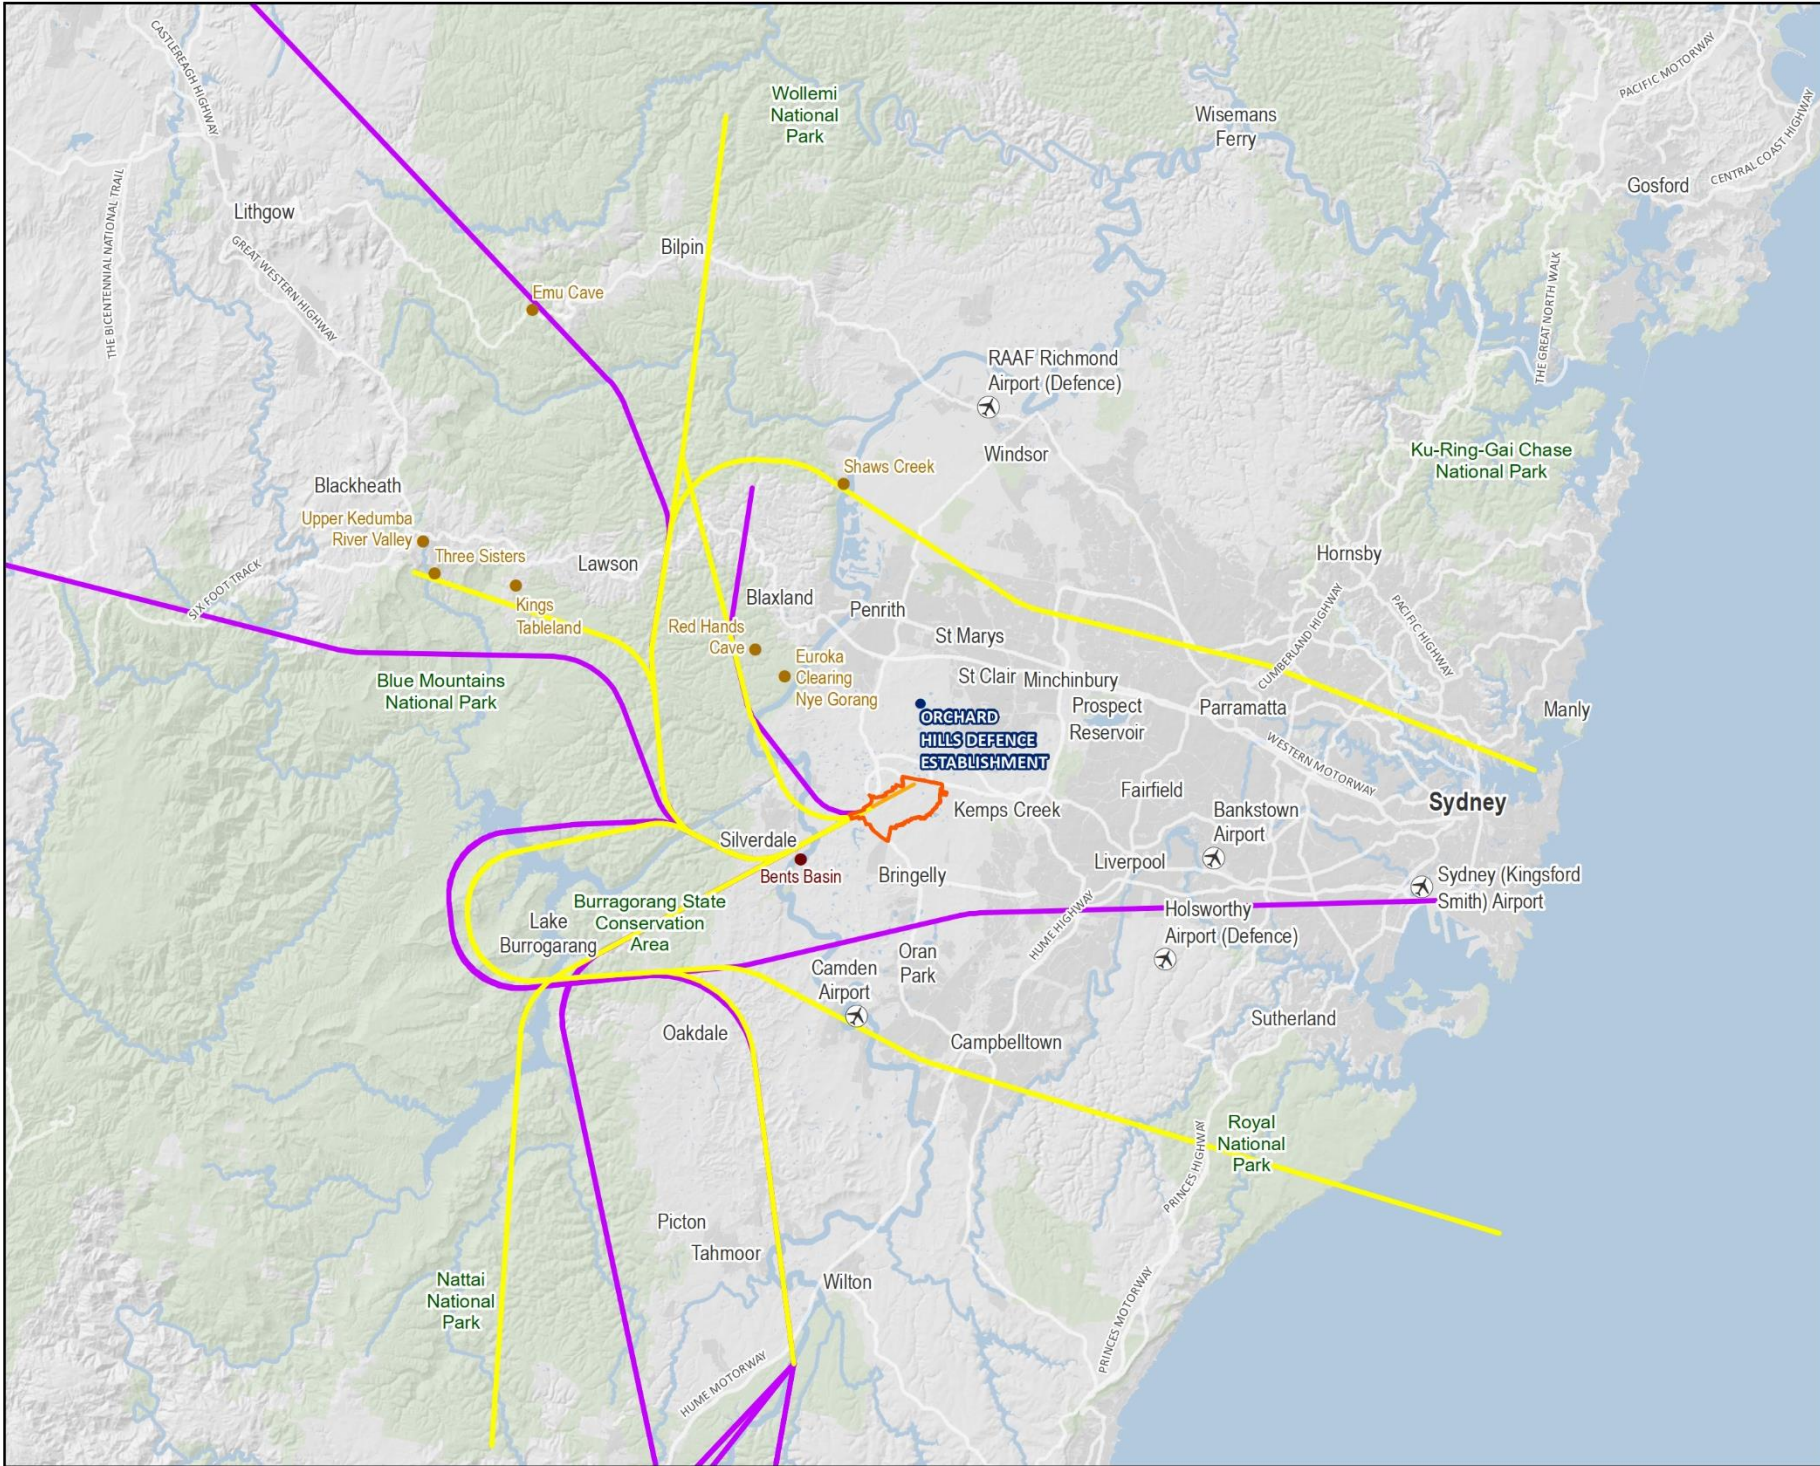 CASTLEREAGH HIGHWAY
PACIFIC MOTORWAY
CENTRAL COAST HIGHWAY
Wollemi
National
Park
Wisemans
Ferry
Gosford
THE BICENTENNIAL NATIONAL TRAIL
Lithgow
GREAT WESTERN HIGHWAY
Bilpin
Emu Cave
THE GREAT NORTH WALK
RAAF Richmond
Airport (Defence)
Windsor
Ku-Ring-Gai Chase
National Park
Shaws Creek
Blackheath
Upper Kedumba
River Valley
Three Sisters
Lawson
Hornsby
SIX FOOT TRACK
Kings
Tableland
Blaxland
Penrith
CUMBERLAND HIGHWAY
PACIFIC HIGHWAY
Red Hands
Cave
St Marys
Euroka
Clearing
Nye Gorang
St Clair
Minchinbury
Blue Mountains
National Park
Prospect
Reservoir
Parramatta
Manly
ORCHARD
HILLS DEFENCE
ESTABLISHMENT
WESTERN MOTORWAY
Fairfield
Sydney
Kemps Creek
Bankstown
Airport
Silverdale
Liverpool
Bents Basin
Bringelly
Sydney (Kingsford
Smith) Airport
Burragorang State
Conservation
Area
Lake
Burrogarang
HUME HIGHWAY
Holsworthy
Airport (Defence)
Oran
Park
Camden
Airport
Oakdale
Campbelltown
Sutherland
Royal
National
Park
PRINCES HIGHWAY
Picton
Tahmoor
Wilton
Nattai
National
Park
PRINCES MOTORWAY
HUME MOTORWAY